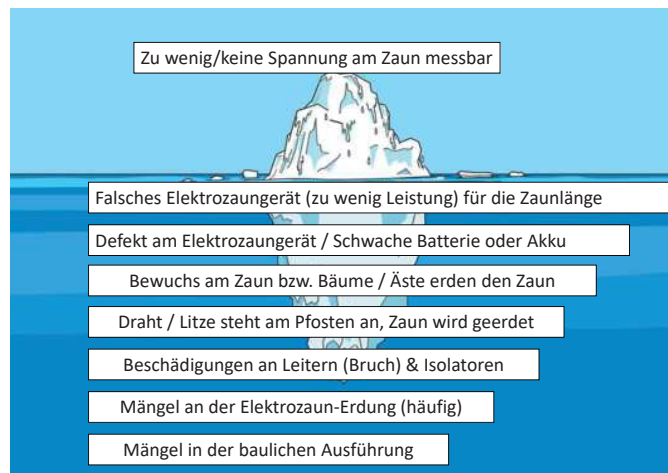 Zu wenig/keine Spannung am Zaun messbar
Falsches Elektrozaungerät (zu wenig Leistung) für die Zaunlänge
Defekt am Elektrozaungerät / Schwache Batterie oder Akku
Bewuchs am Zaun bzw. Bäume / Äste erden den Zaun
Draht / Litze steht am Pfosten an, Zaun wird geerdet
Beschädigungen an Leitern (Bruch) & Isolatoren
Mängel an der Elektrozaun-Erdung (häufig)
Mängel in der baulichen Ausführung